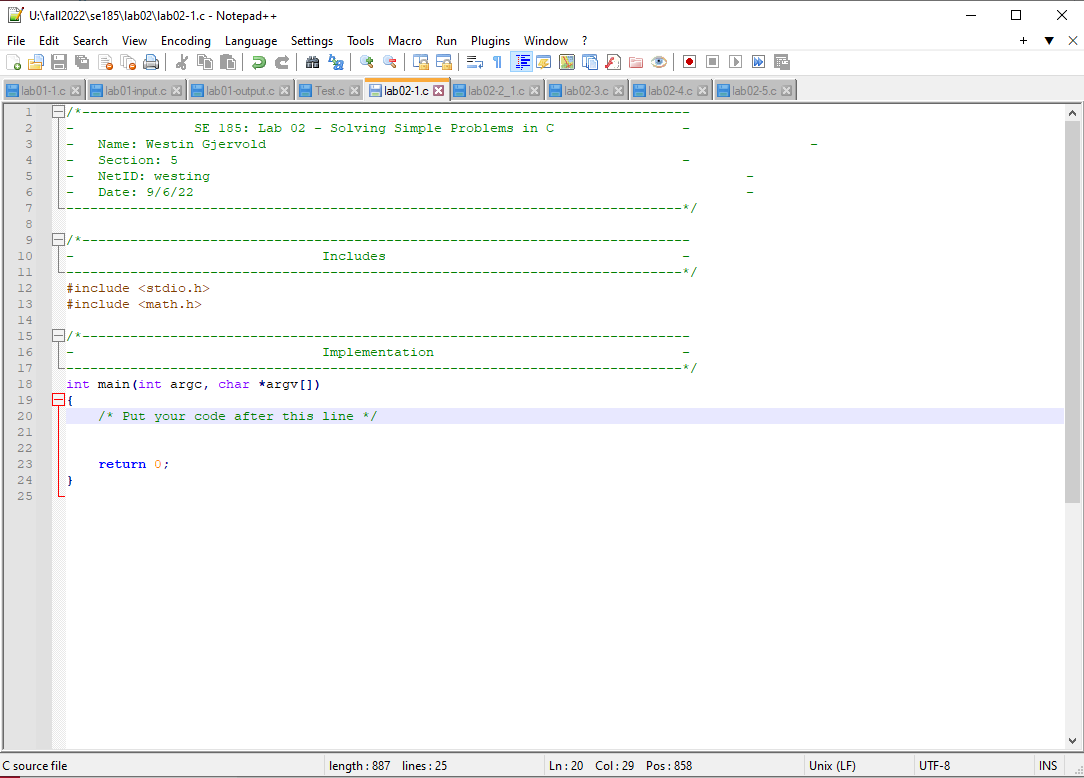 U:\fall2022\se185\lab02\lab02-1.c - Notepad++
File Edit Search View Encoding Language Settings Tools Macro Run Plugins Window ? + ▼ X
lab01-1.c lab01-input.c lab01-output.c Test.c lab02-1.c lab02-2_1.c lab02-3.c lab02-4.c lab02-5.c
1 /*----------------------------------------------------------------------------
2 - SE 185: Lab 02 - Solving Simple Problems in C -
3 - Name: Westin Gjervold -
4 - Section: 5 -
5 - NetID: westing -
6 - Date: 9/6/22 -
7 -----------------------------------------------------------------------------*/
8
9 /*----------------------------------------------------------------------------
10 - Includes -
11 -----------------------------------------------------------------------------*/
12 #include <stdio.h>
13 #include <math.h>
14
15 /*----------------------------------------------------------------------------
16 - Implementation -
17 -----------------------------------------------------------------------------*/
18 int main(int argc, char *argv[])
19 {
20 /* Put your code after this line */
21
22
23 return 0;
24 }
25
C source file length : 887 lines : 25 Ln : 20 Col : 29 Pos : 858 Unix (LF) UTF-8 INS